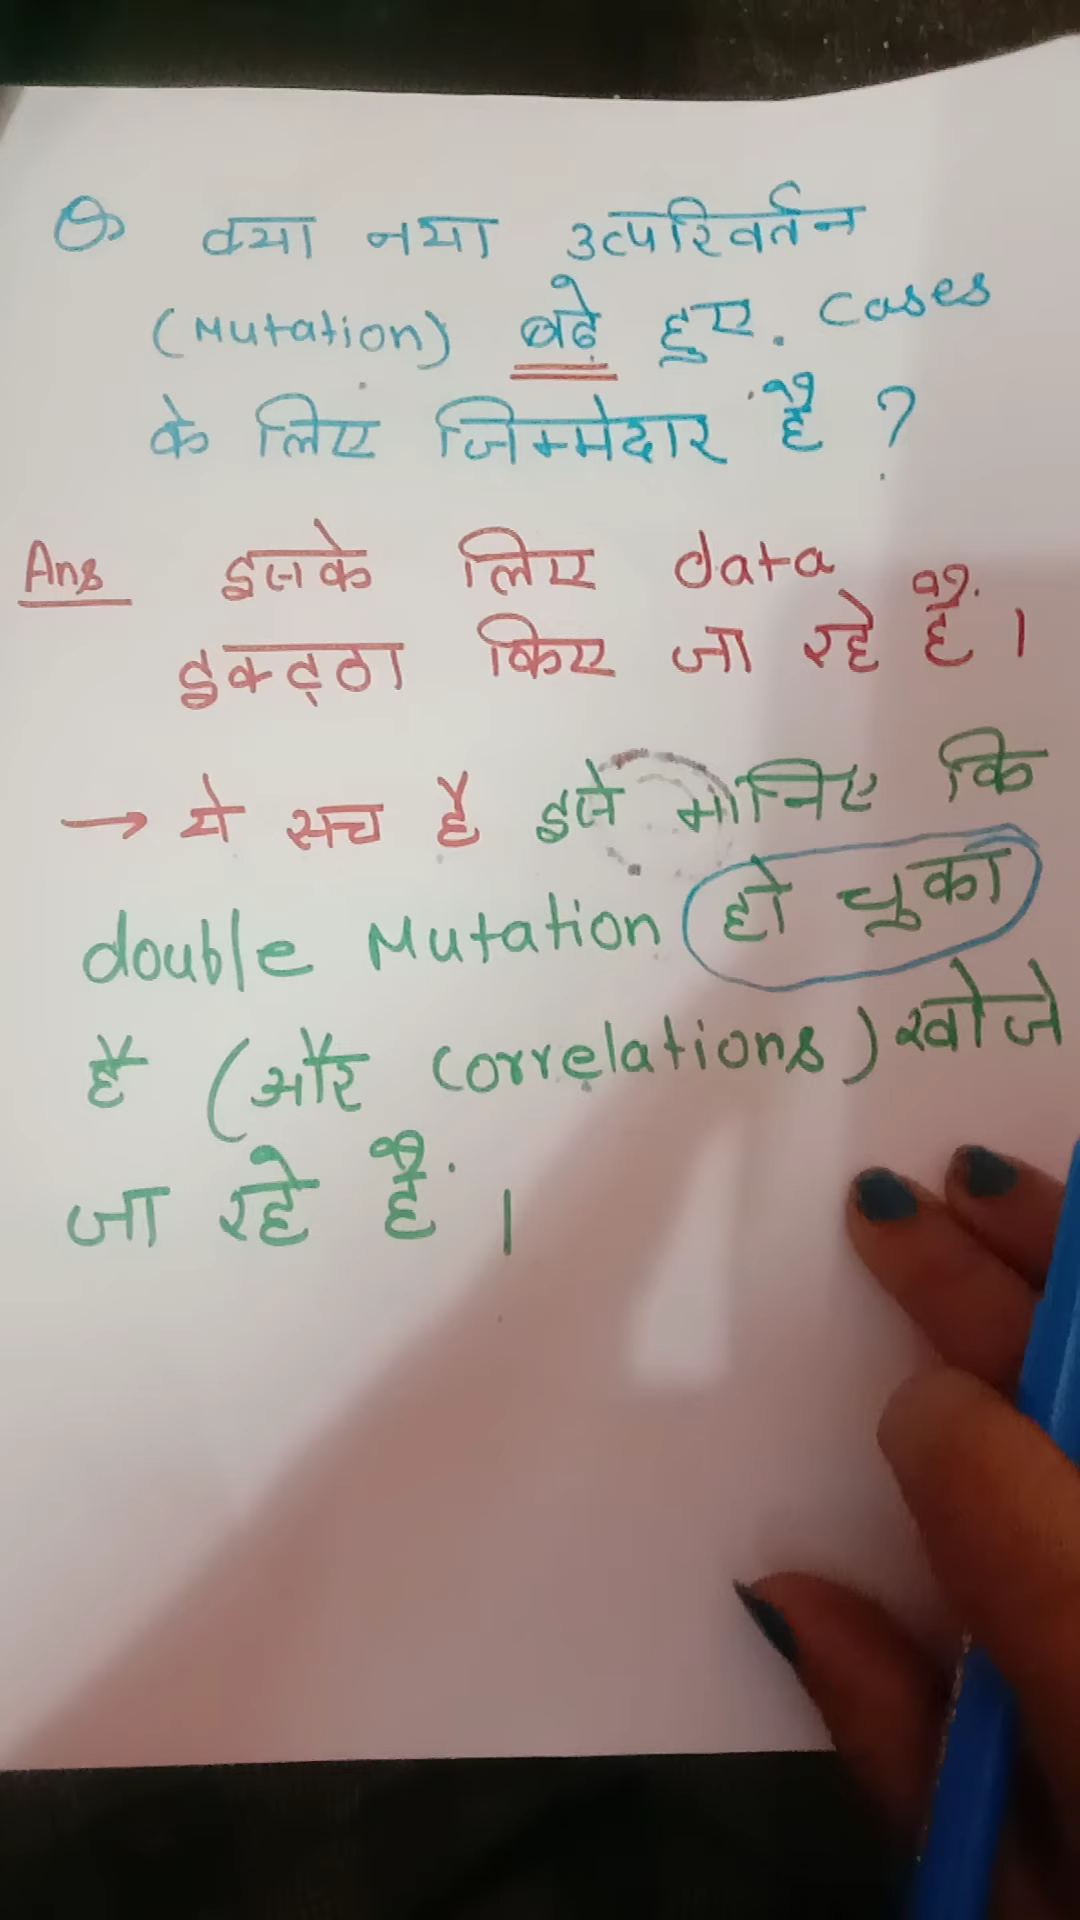 Q क्या नया उत्परिवर्तन
(Mutation) बढ़े हुए. Cases
के लिए जिम्मेदार है ?
Ans इसके लिए data
इक्ट्ठा किए जा रहे हैं ।
→ ये सच है इसे मानिए कि
double Mutation हो चूका
है (और Correlations) खोजे
जा रहे हैं ।